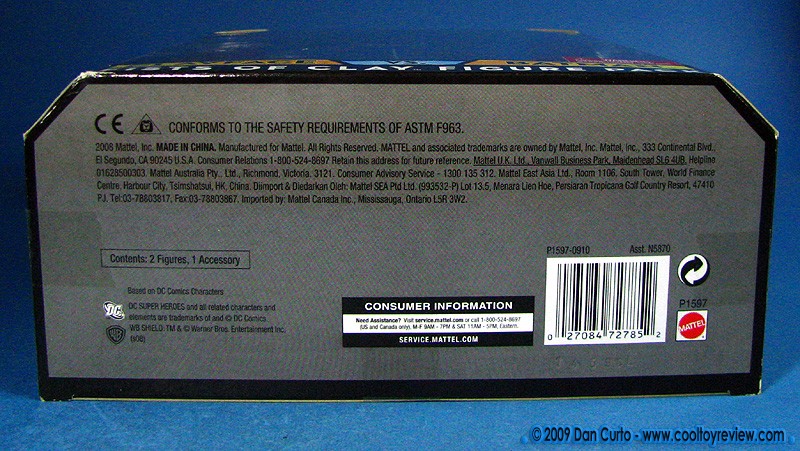 FISTS OF CLAY FIGURE PACK
CE CONFORMS TO THE SAFETY REQUIREMENTS OF ASTM F963.
2008 Mattel, Inc. MADE IN CHINA. Manufactured for Mattel. All Rights Reserved. MATTEL and associated trademarks are owned by Mattel, Inc. Mattel, Inc., 333 Continental Blvd.,
El Segundo, CA 90245 U.S.A. Consumer Relations 1-800-524-8697 Retain this address for future reference. Mattel U.K. Ltd., Vanwall Business Park, Maidenhead SL6 4UB. Helpline
01628500303. Mattel Australia Pty., Ltd., Richmond, Victoria. 3121. Consumer Advisory Service - 1300 135 312. Mattel East Asia Ltd., Room 1106, South Tower, World Finance
Centre, Harbour City, Tsimshatsui, HK, China. Diimport & Diedarkan Oleh: Mattel SEA Ptd Ltd. (993532-P) Lot 13.5, Menara Lien Hoe, Persiaran Tropicana Golf Country Resort, 47410
PJ. Tel:03-78803817, Fax:03-78803867. Imported by: Mattel Canada Inc., Mississauga, Ontario L5R 3W2.
P1597-0910 Asst. N5870
Contents: 2 Figures, 1 Accessory
Based on DC Comics Characters
DC
DC SUPER HEROES and all related characters and
elements are trademarks of and © DC Comics.
WB SHIELD: TM & © Warner Bros. Entertainment Inc.
(s08)
CONSUMER INFORMATION
Need Assistance? Visit service.mattel.com or call 1-800-524-8697
(US and Canada only), M-F 9AM - 7PM & SAT 11AM - 5PM, Eastern.
SERVICE.MATTEL.COM
0 27084 72785 2
P1597
MATTEL
© 2009 Dan Curto - www.cooltoyreview.com